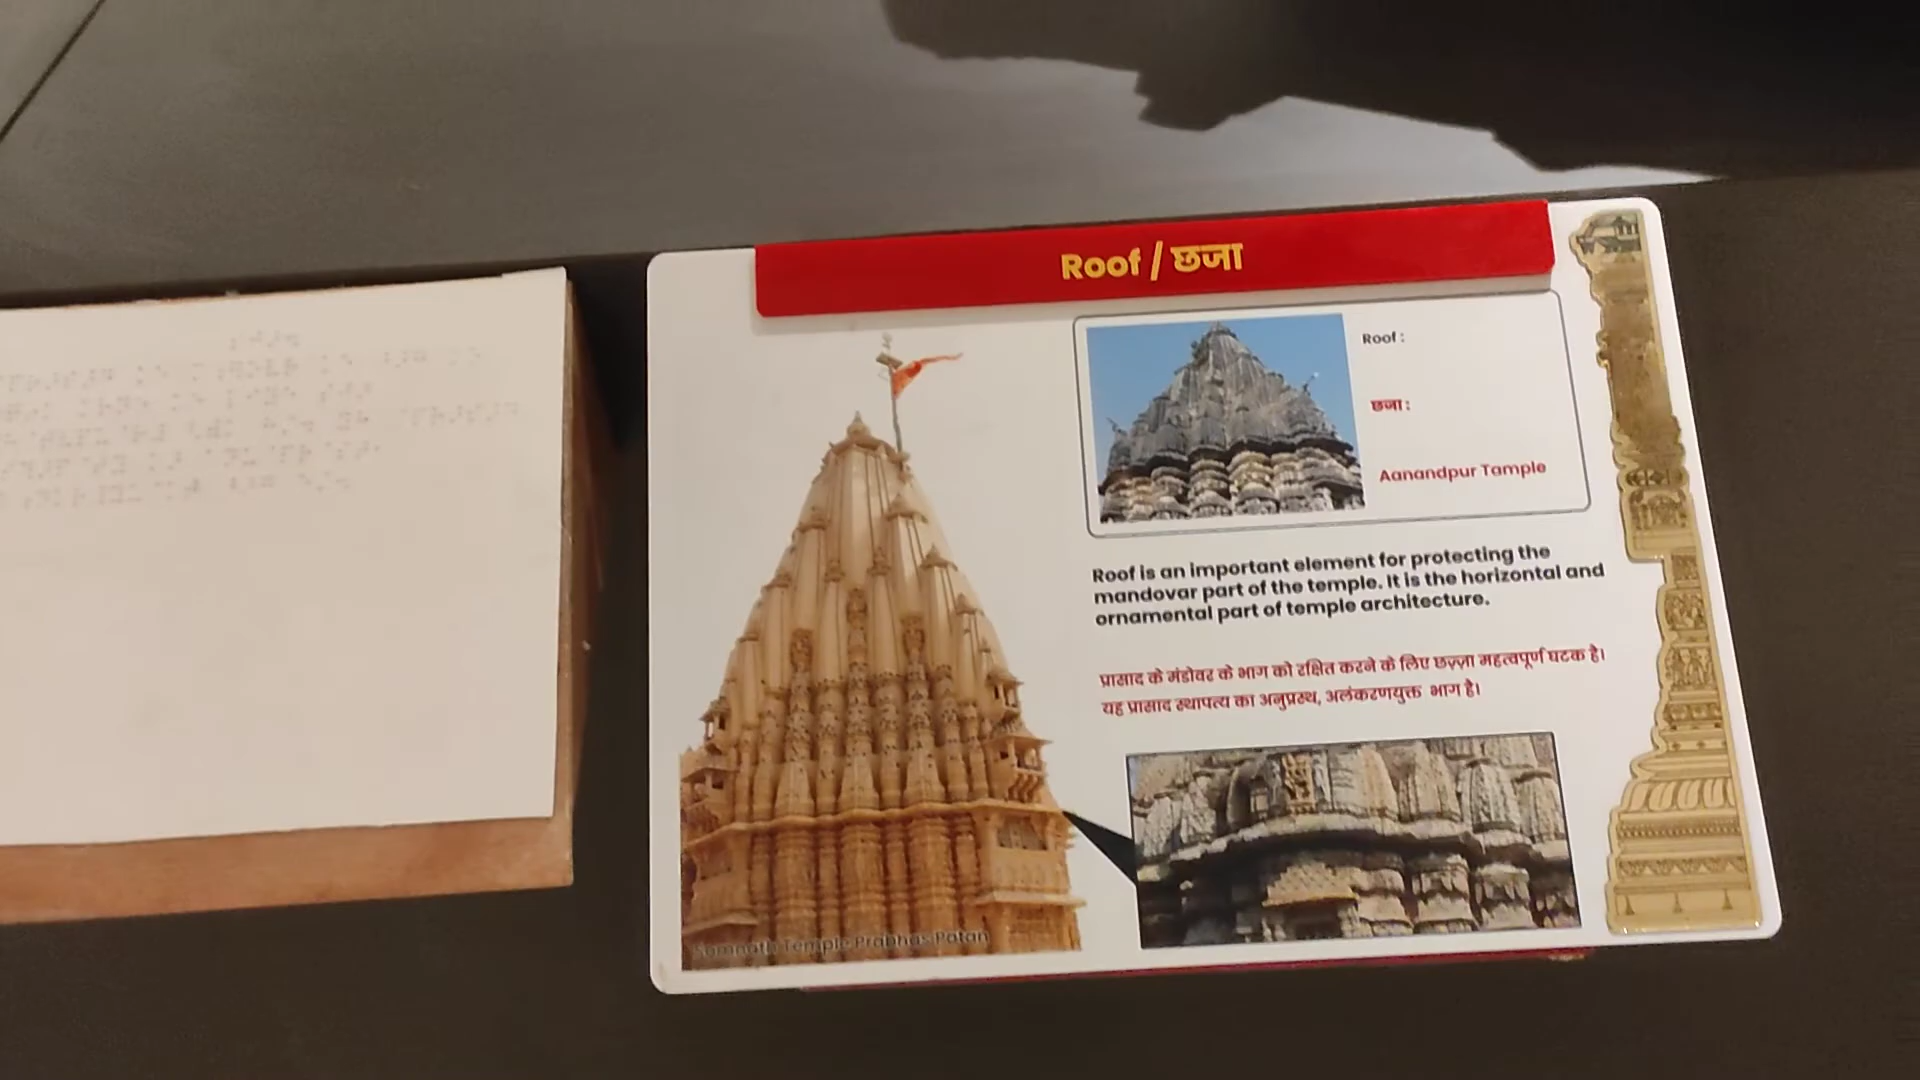 Roof / छजा
Roof :
छजा :
Aanandpur Tample
Roof is an important element for protecting the
mandovar part of the temple. It is the horizontal and
ornamental part of temple architecture.
प्रासाद के मंडोवर के भाग को रक्षित करने के लिए छज्ज़ा महत्वपूर्ण घटक है।
यह प्रासाद स्थापत्य का अनुप्रस्थ, अलंकरणयुक्त भाग है।
Somnath Temple Prabhas Patan